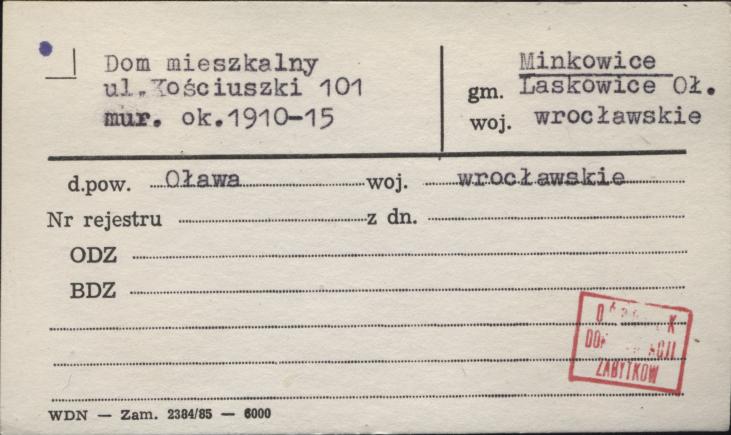 Dom mieszkalny
ul.Kościuszki 101
mur. ok.1910-15
Minkowice
gm. Laskowice Oł.
woj. wrocławskie
d.pow. Oława woj. wrocławskie
Nr rejestru z dn.
ODZ
BDZ
ZABYTKÓW
WDN — Zam. 2384/85 — 6000